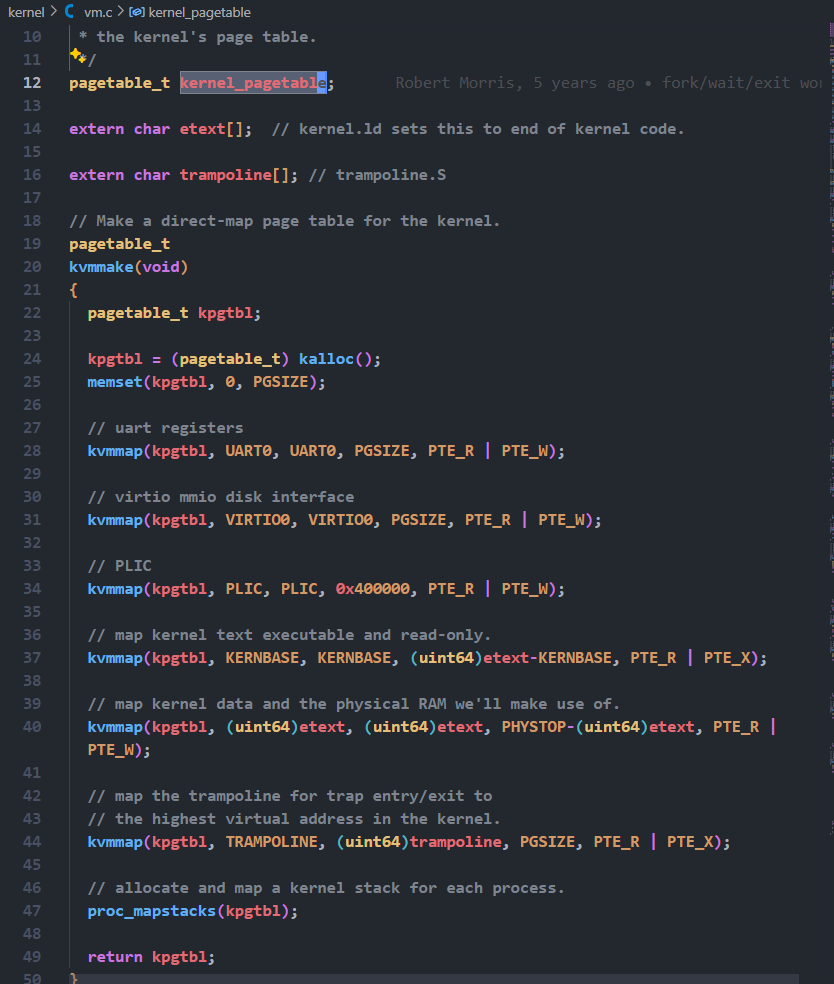 kernel > C vm.c > kernel_pagetable
10 * the kernel's page table.
11 */
12 pagetable_t kernel_pagetable; Robert Morris, 5 years ago • fork/wait/exit wo
13
14 extern char etext[];  // kernel.ld sets this to end of kernel code.
15
16 extern char trampoline[]; // trampoline.S
17
18 // Make a direct-map page table for the kernel.
19 pagetable_t
20 kvmmake(void)
21 {
22   pagetable_t kpgtbl;
23
24   kpgtbl = (pagetable_t) kalloc();
25   memset(kpgtbl, 0, PGSIZE);
26
27   // uart registers
28   kvmmap(kpgtbl, UART0, UART0, PGSIZE, PTE_R | PTE_W);
29
30   // virtio mmio disk interface
31   kvmmap(kpgtbl, VIRTIO0, VIRTIO0, PGSIZE, PTE_R | PTE_W);
32
33   // PLIC
34   kvmmap(kpgtbl, PLIC, PLIC, 0x400000, PTE_R | PTE_W);
35
36   // map kernel text executable and read-only.
37   kvmmap(kpgtbl, KERNBASE, KERNBASE, (uint64)etext-KERNBASE, PTE_R | PTE_X);
38
39   // map kernel data and the physical RAM we'll make use of.
40   kvmmap(kpgtbl, (uint64)etext, (uint64)etext, PHYSTOP-(uint64)etext, PTE_R |
PTE_W);
41
42   // map the trampoline for trap entry/exit to
43   // the highest virtual address in the kernel.
44   kvmmap(kpgtbl, TRAMPOLINE, (uint64)trampoline, PGSIZE, PTE_R | PTE_X);
45
46   // allocate and map a kernel stack for each process.
47   proc_mapstacks(kpgtbl);
48
49   return kpgtbl;
50 }